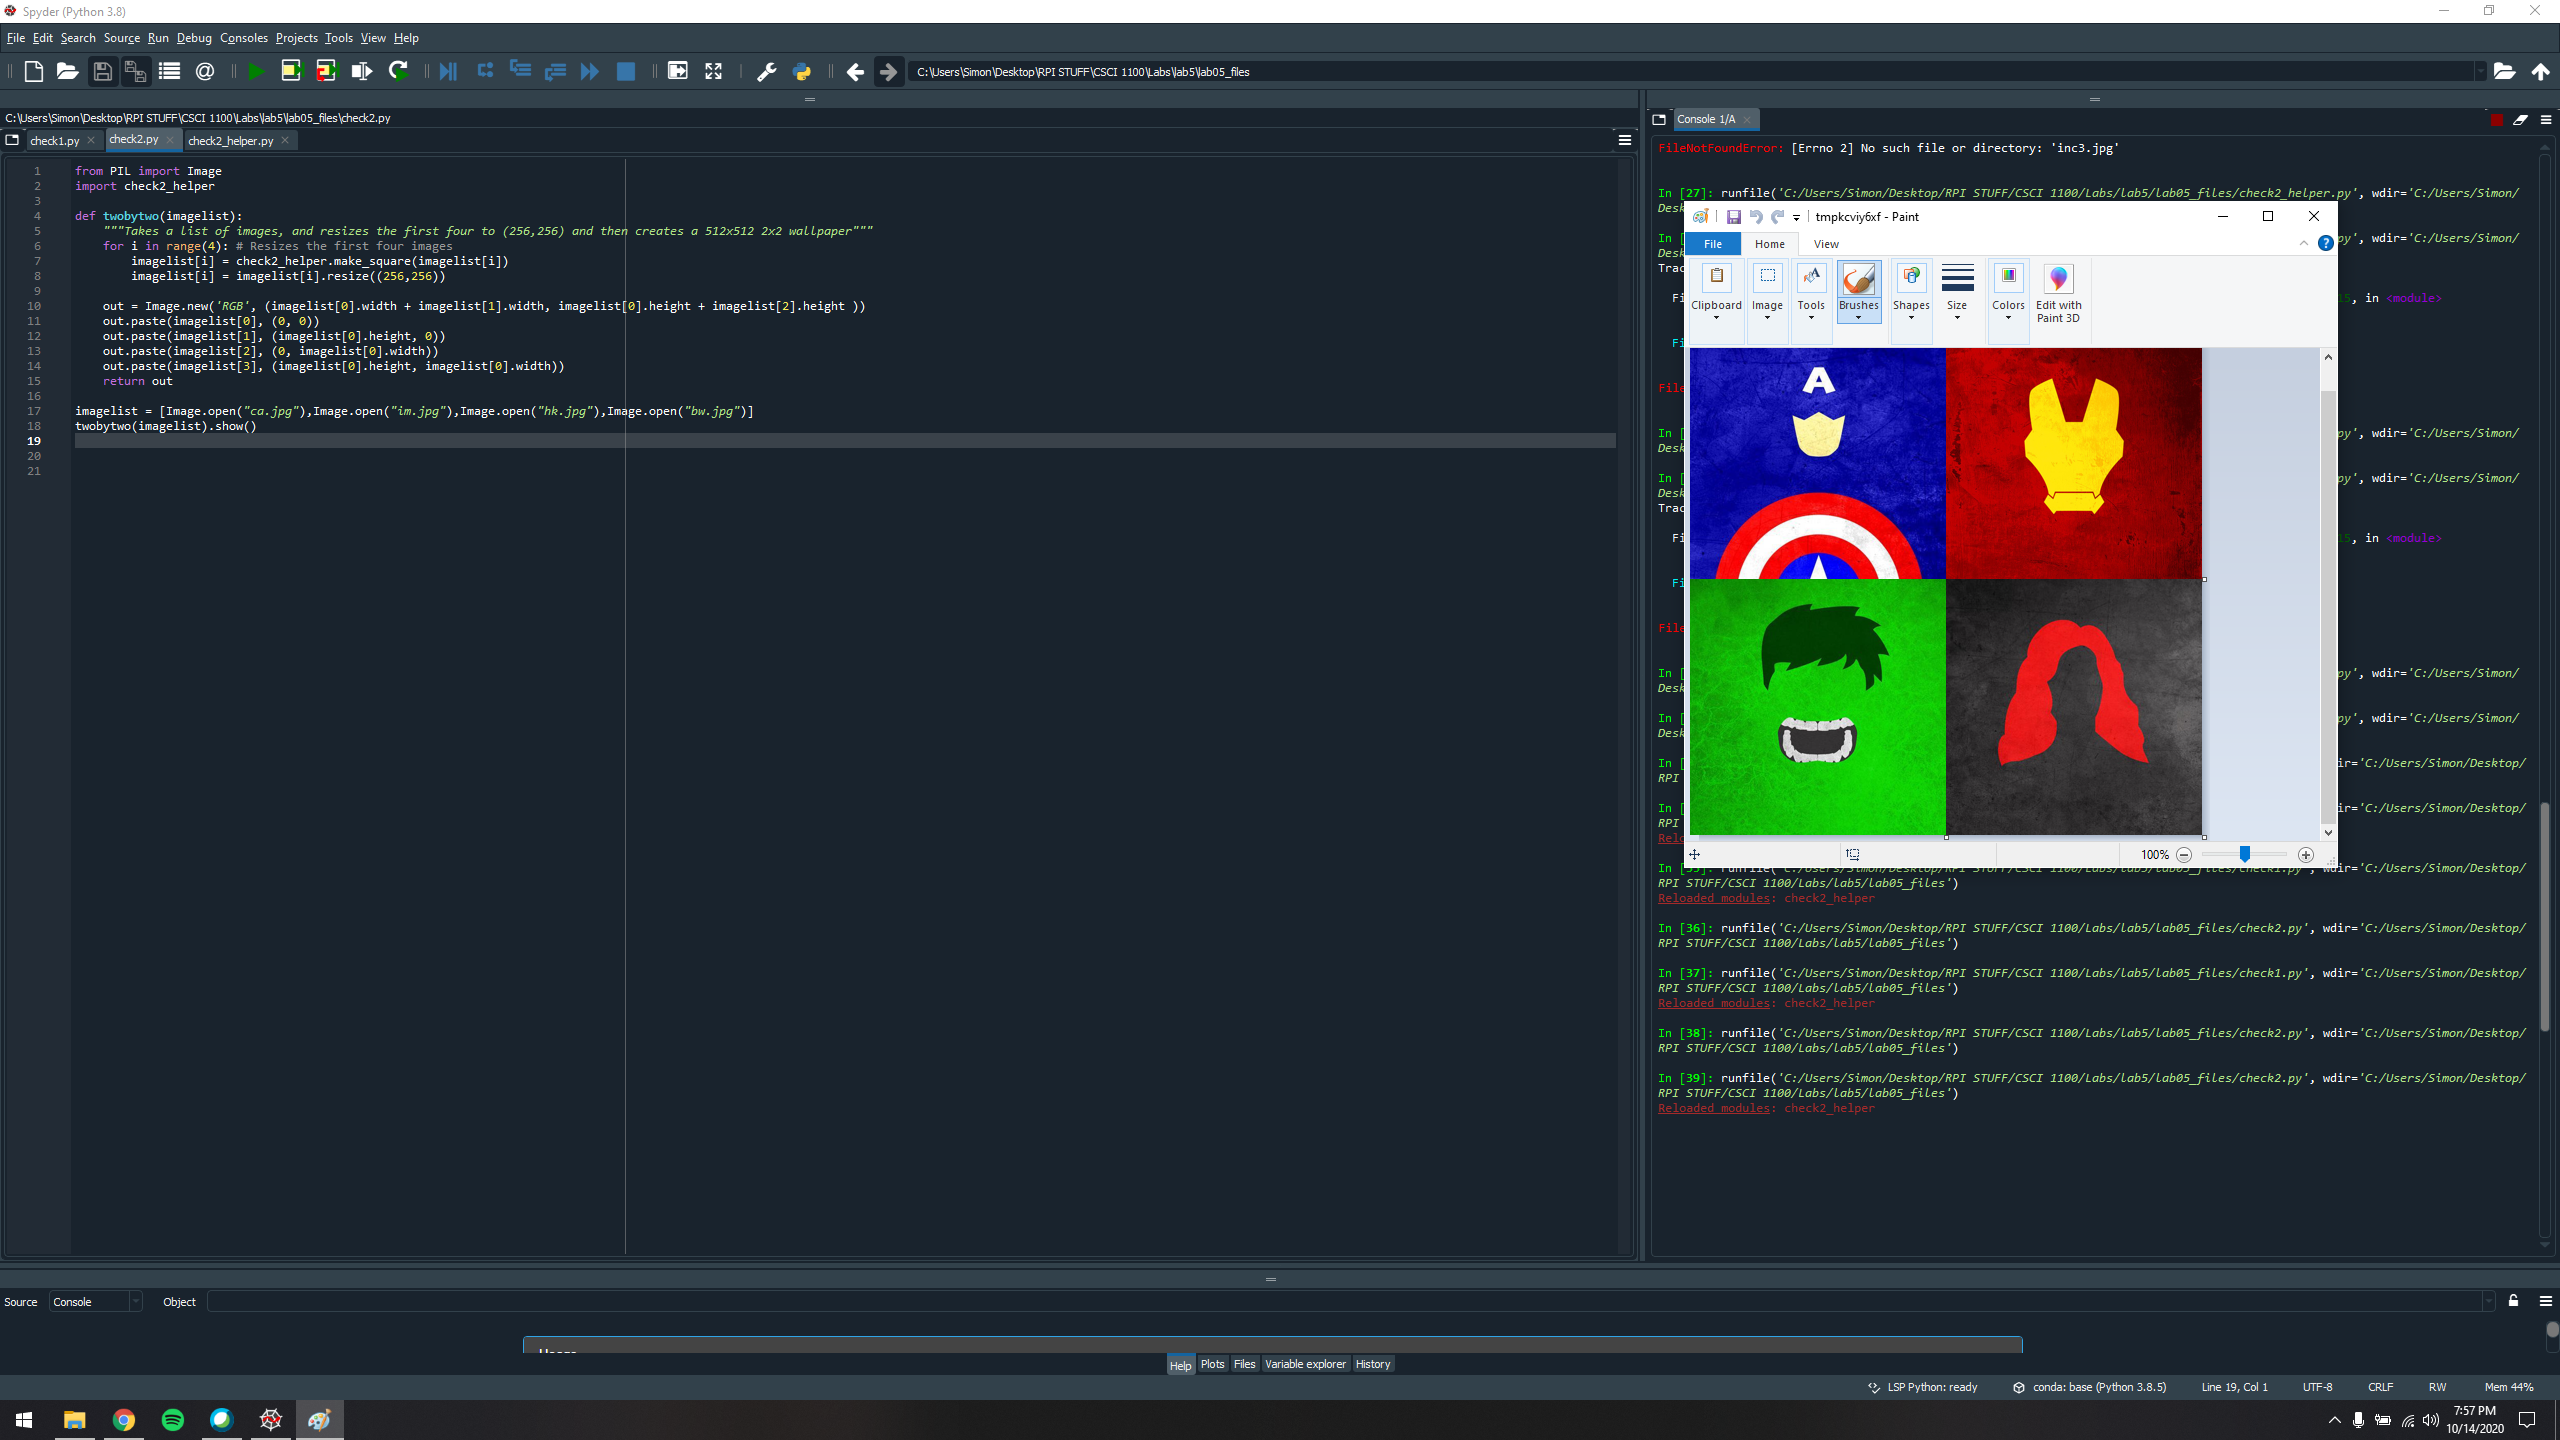 Spyder (Python 3.8)
File Edit Search Source Run Debug Consoles Projects Tools View Help
C:\Users\Simon\Desktop\RPI STUFF\CSCI 1100\Labs\lab5\lab05_files
C:\Users\Simon\Desktop\RPI STUFF\CSCI 1100\Labs\lab5\lab05_files\check2.py
check1.py check2.py check2_helper.py
1 from PIL import Image
2 import check2_helper
3
4 def twobytwo(imagelist):
5 """Takes a list of images, and resizes the first four to (256,256) and then creates a 512x512 2x2 wallpaper"""
6 for i in range(4): # Resizes the first four images
7 imagelist[i] = check2_helper.make_square(imagelist[i])
8 imagelist[i] = imagelist[i].resize((256,256))
9
10 out = Image.new('RGB', (imagelist[0].width + imagelist[1].width, imagelist[0].height + imagelist[2].height ))
11 out.paste(imagelist[0], (0, 0))
12 out.paste(imagelist[1], (imagelist[0].height, 0))
13 out.paste(imagelist[2], (0, imagelist[0].width))
14 out.paste(imagelist[3], (imagelist[0].height, imagelist[0].width))
15 return out
16
17 imagelist = [Image.open("ca.jpg"),Image.open("im.jpg"),Image.open("hk.jpg"),Image.open("bw.jpg")]
18 twobytwo(imagelist).show()
19
20
21
Console 1/A
FileNotFoundError: [Errno 2] No such file or directory: 'inc3.jpg'
In [27]: runfile('C:/Users/Simon/Desktop/RPI STUFF/CSCI 1100/Labs/lab5/lab05_files/check2_helper.py', wdir='C:/Users/Simon/
Desk
In [ py', wdir='C:/Users/Simon/
Desk
Trac
Fi 15, in <module>
Fi
File
In [ py', wdir='C:/Users/Simon/
Desk
In [ py', wdir='C:/Users/Simon/
Desk
Trac
Fi 15, in <module>
Fi
File
In [ py', wdir='C:/Users/Simon/
Desk
In [ py', wdir='C:/Users/Simon/
Desk
In [ ir='C:/Users/Simon/Desktop/
RPI
In [ ir='C:/Users/Simon/Desktop/
RPI
Relo
In [35]: runfile('C:/Users/Simon/Desktop/RPI STUFF/CSCI 1100/Labs/lab5/lab05_files/check1.py', wdir='C:/Users/Simon/Desktop/
RPI STUFF/CSCI 1100/Labs/lab5/lab05_files')
Reloaded modules: check2_helper
In [36]: runfile('C:/Users/Simon/Desktop/RPI STUFF/CSCI 1100/Labs/lab5/lab05_files/check2.py', wdir='C:/Users/Simon/Desktop/
RPI STUFF/CSCI 1100/Labs/lab5/lab05_files')
In [37]: runfile('C:/Users/Simon/Desktop/RPI STUFF/CSCI 1100/Labs/lab5/lab05_files/check1.py', wdir='C:/Users/Simon/Desktop/
RPI STUFF/CSCI 1100/Labs/lab5/lab05_files')
Reloaded modules: check2_helper
In [38]: runfile('C:/Users/Simon/Desktop/RPI STUFF/CSCI 1100/Labs/lab5/lab05_files/check2.py', wdir='C:/Users/Simon/Desktop/
RPI STUFF/CSCI 1100/Labs/lab5/lab05_files')
In [39]: runfile('C:/Users/Simon/Desktop/RPI STUFF/CSCI 1100/Labs/lab5/lab05_files/check2.py', wdir='C:/Users/Simon/Desktop/
RPI STUFF/CSCI 1100/Labs/lab5/lab05_files')
Reloaded modules: check2_helper
tmpkcviy6xf - Paint
File Home View
Clipboard Image Tools Brushes Shapes Size Colors Edit with
Paint 3D
A
100%
Source Console Object
Help Plots Files Variable explorer History
LSP Python: ready conda: base (Python 3.8.5) Line 19, Col 1 UTF-8 CRLF RW Mem 44%
7:57 PM
10/14/2020